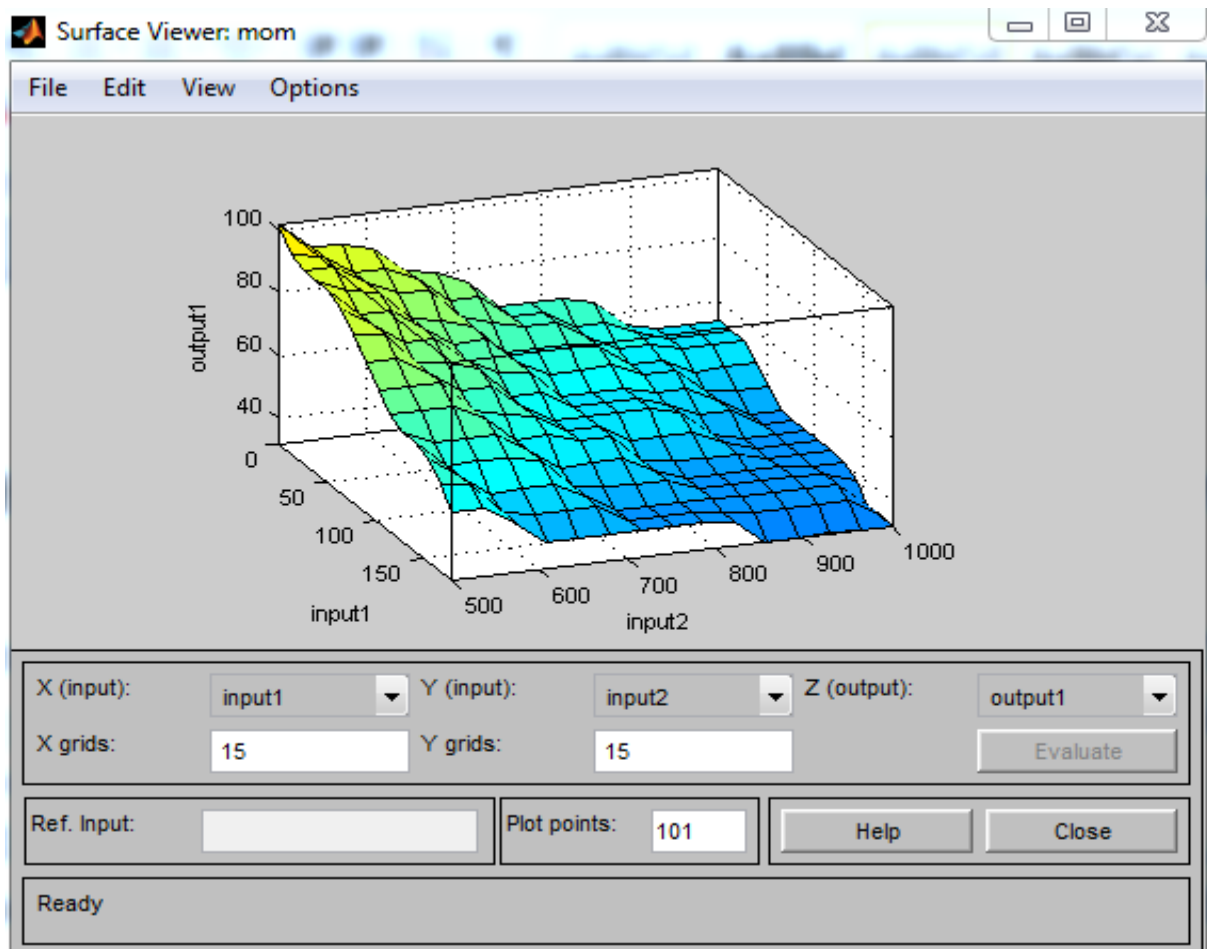 Surface Viewer: mom
File Edit View Options
100
80
60
40
output1
0
50
100
150
input1
500
600
700
800
900
1000
input2
X (input): input1 Y (input): input2 Z (output): output1
X grids: 15 Y grids: 15 Evaluate
Ref. Input: Plot points: 101 Help Close
Ready